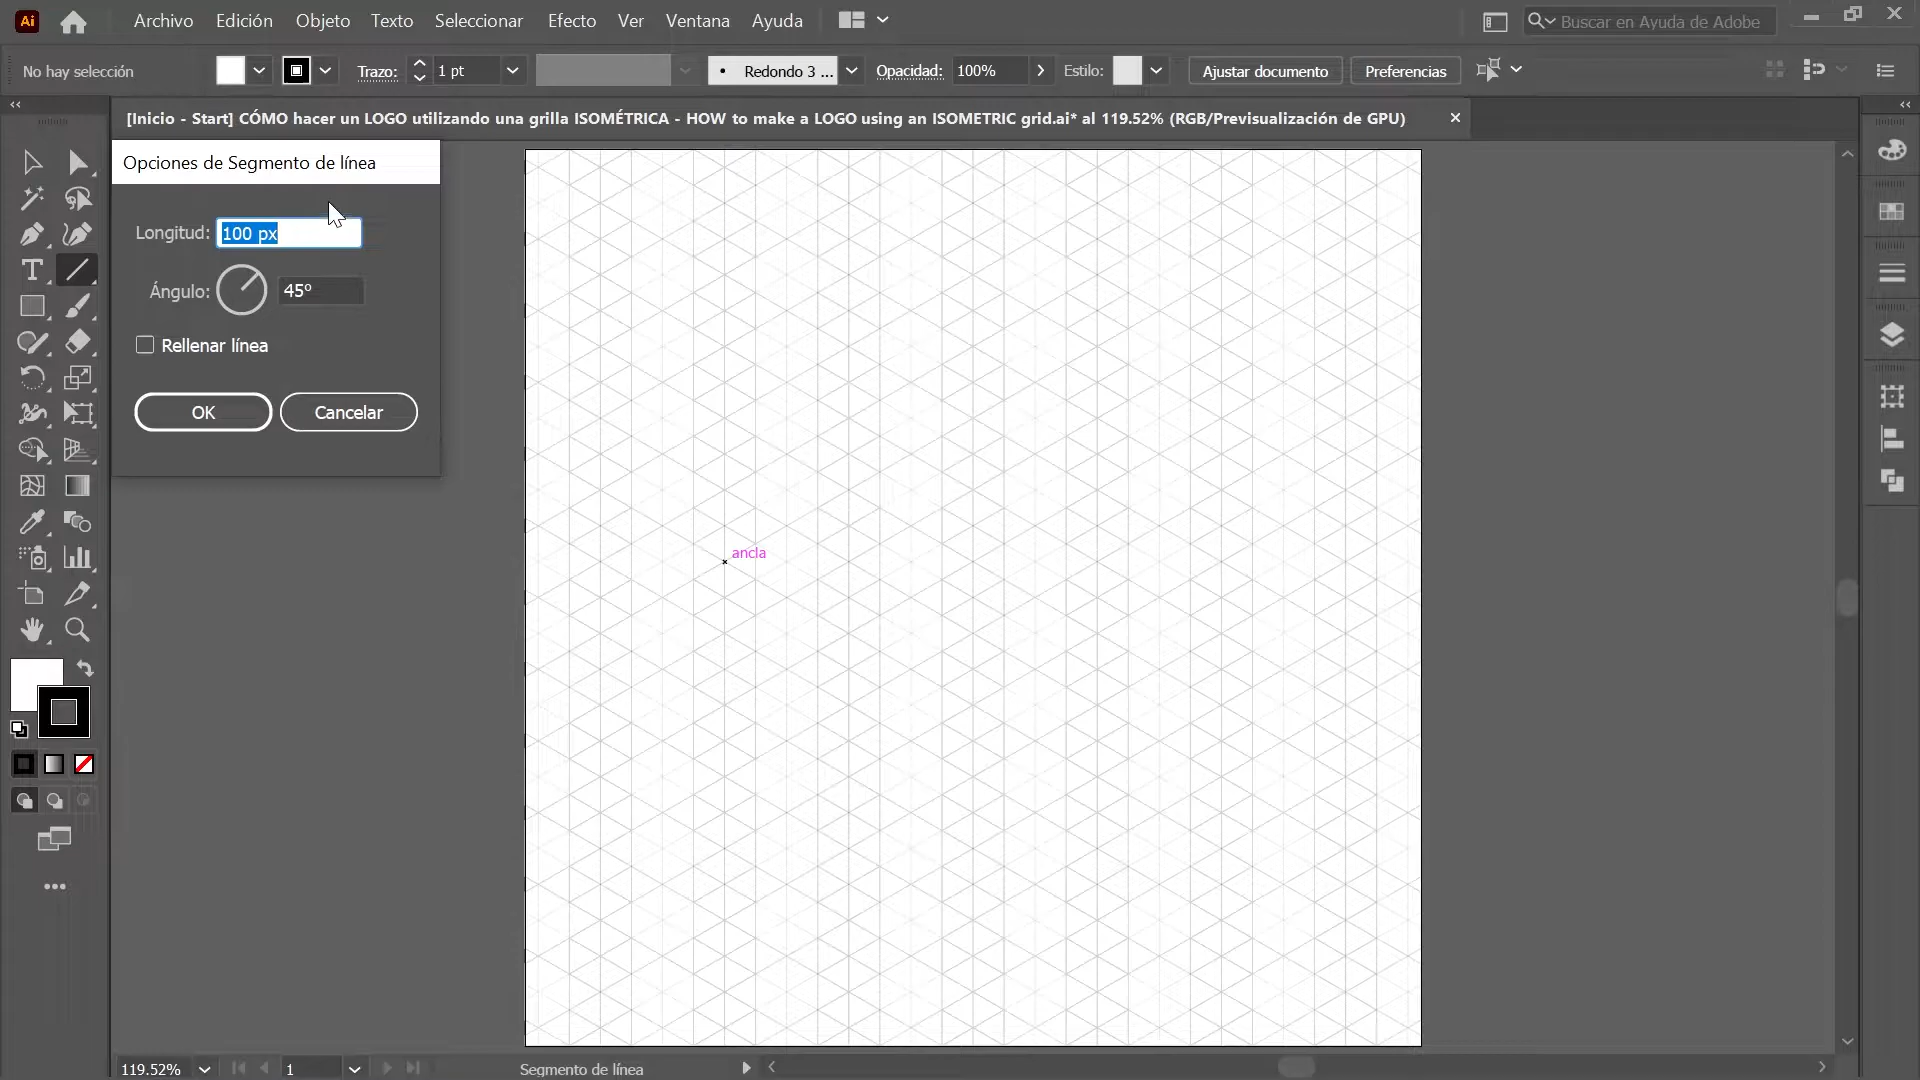 Ai
Archivo Edición Objeto Texto Seleccionar Efecto Ver Ventana Ayuda
Buscar en Ayuda de Adobe
No hay selección
Trazo: 1 pt
Redondo 3 ...
Opacidad: 100%
Estilo:
Ajustar documento
Preferencias
[Inicio - Start] CÓMO hacer un LOGO utilizando una grilla ISOMÉTRICA - HOW to make a LOGO using an ISOMETRIC grid.ai* al 119.52% (RGB/Previsualización de GPU)
Opciones de Segmento de línea
Longitud: 100 px
Ángulo: 45°
Rellenar línea
OK Cancelar
ancla
119.52% 1 Segmento de línea